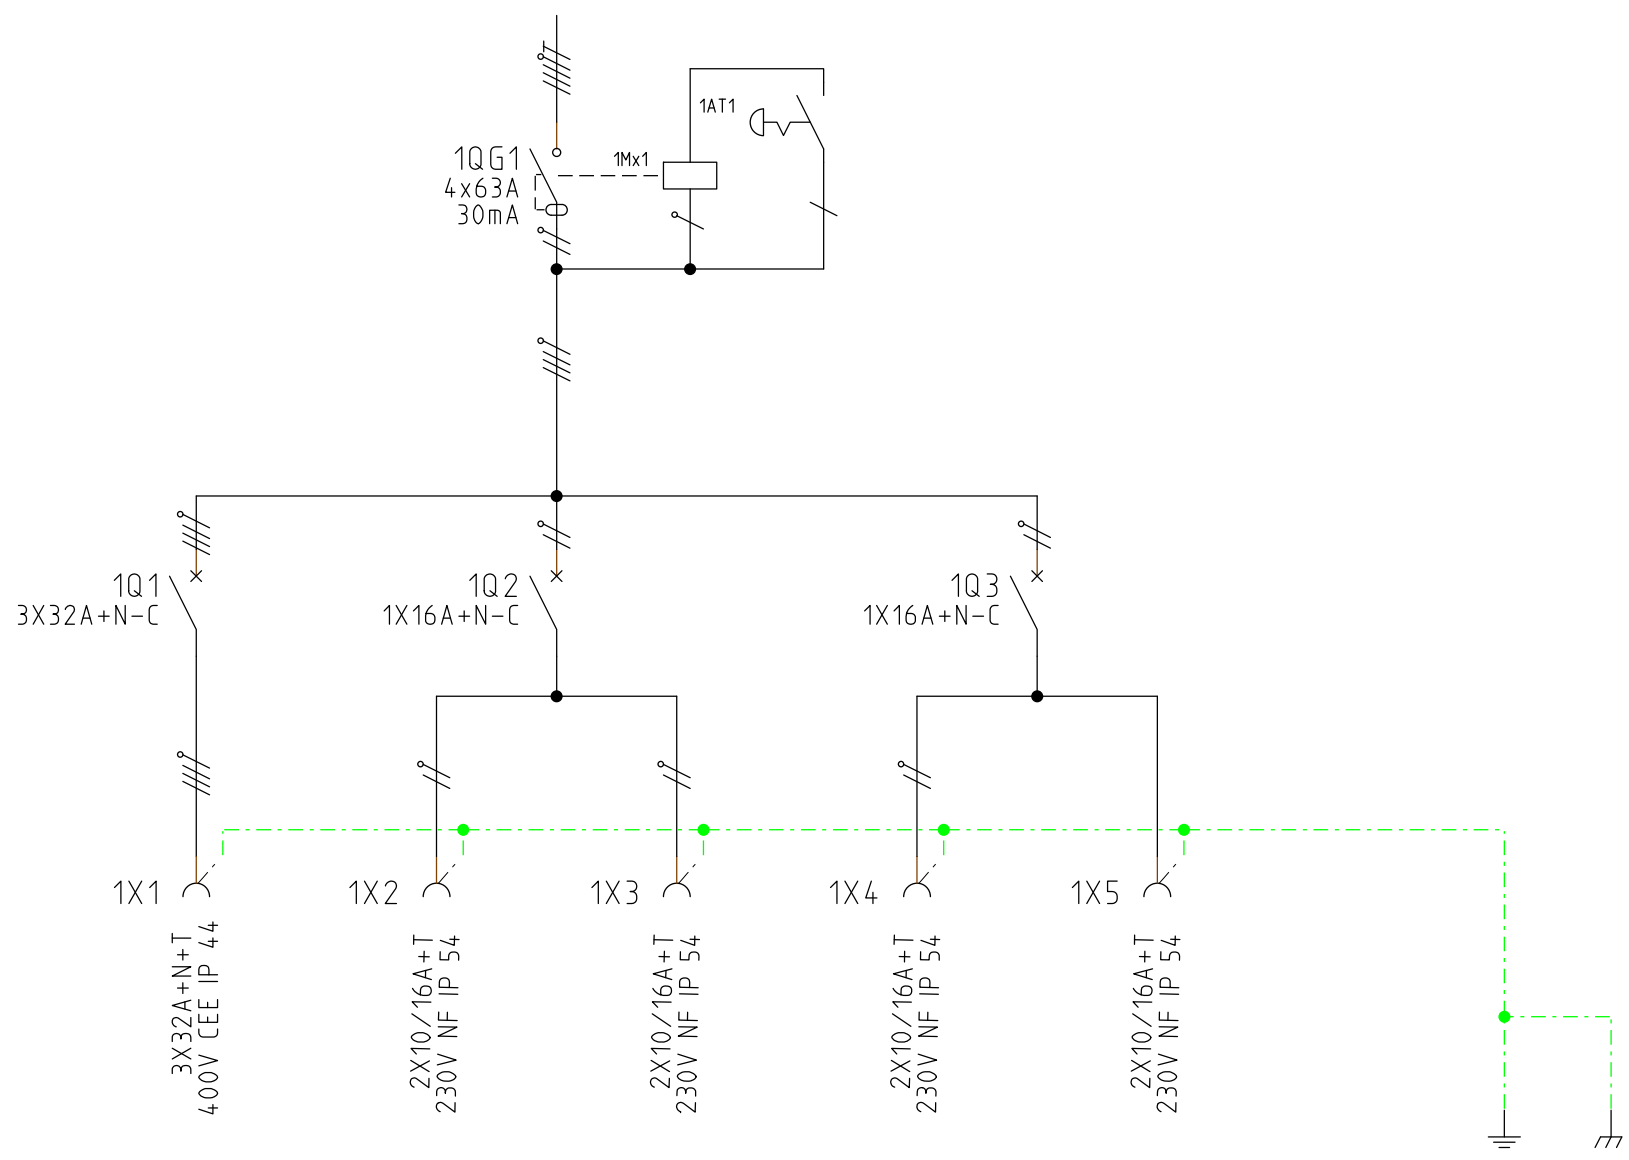 1AT1
1QG1
4x63A
30mA
1Mx1
1Q1
3X32A+N-C
1Q2
1X16A+N-C
1Q3
1X16A+N-C
1X1
1X2
1X3
1X4
1X5
3X32A+N+T
400V CEE IP 44
2X10/16A+T
230V NF IP 54
2X10/16A+T
230V NF IP 54
2X10/16A+T
230V NF IP 54
2X10/16A+T
230V NF IP 54